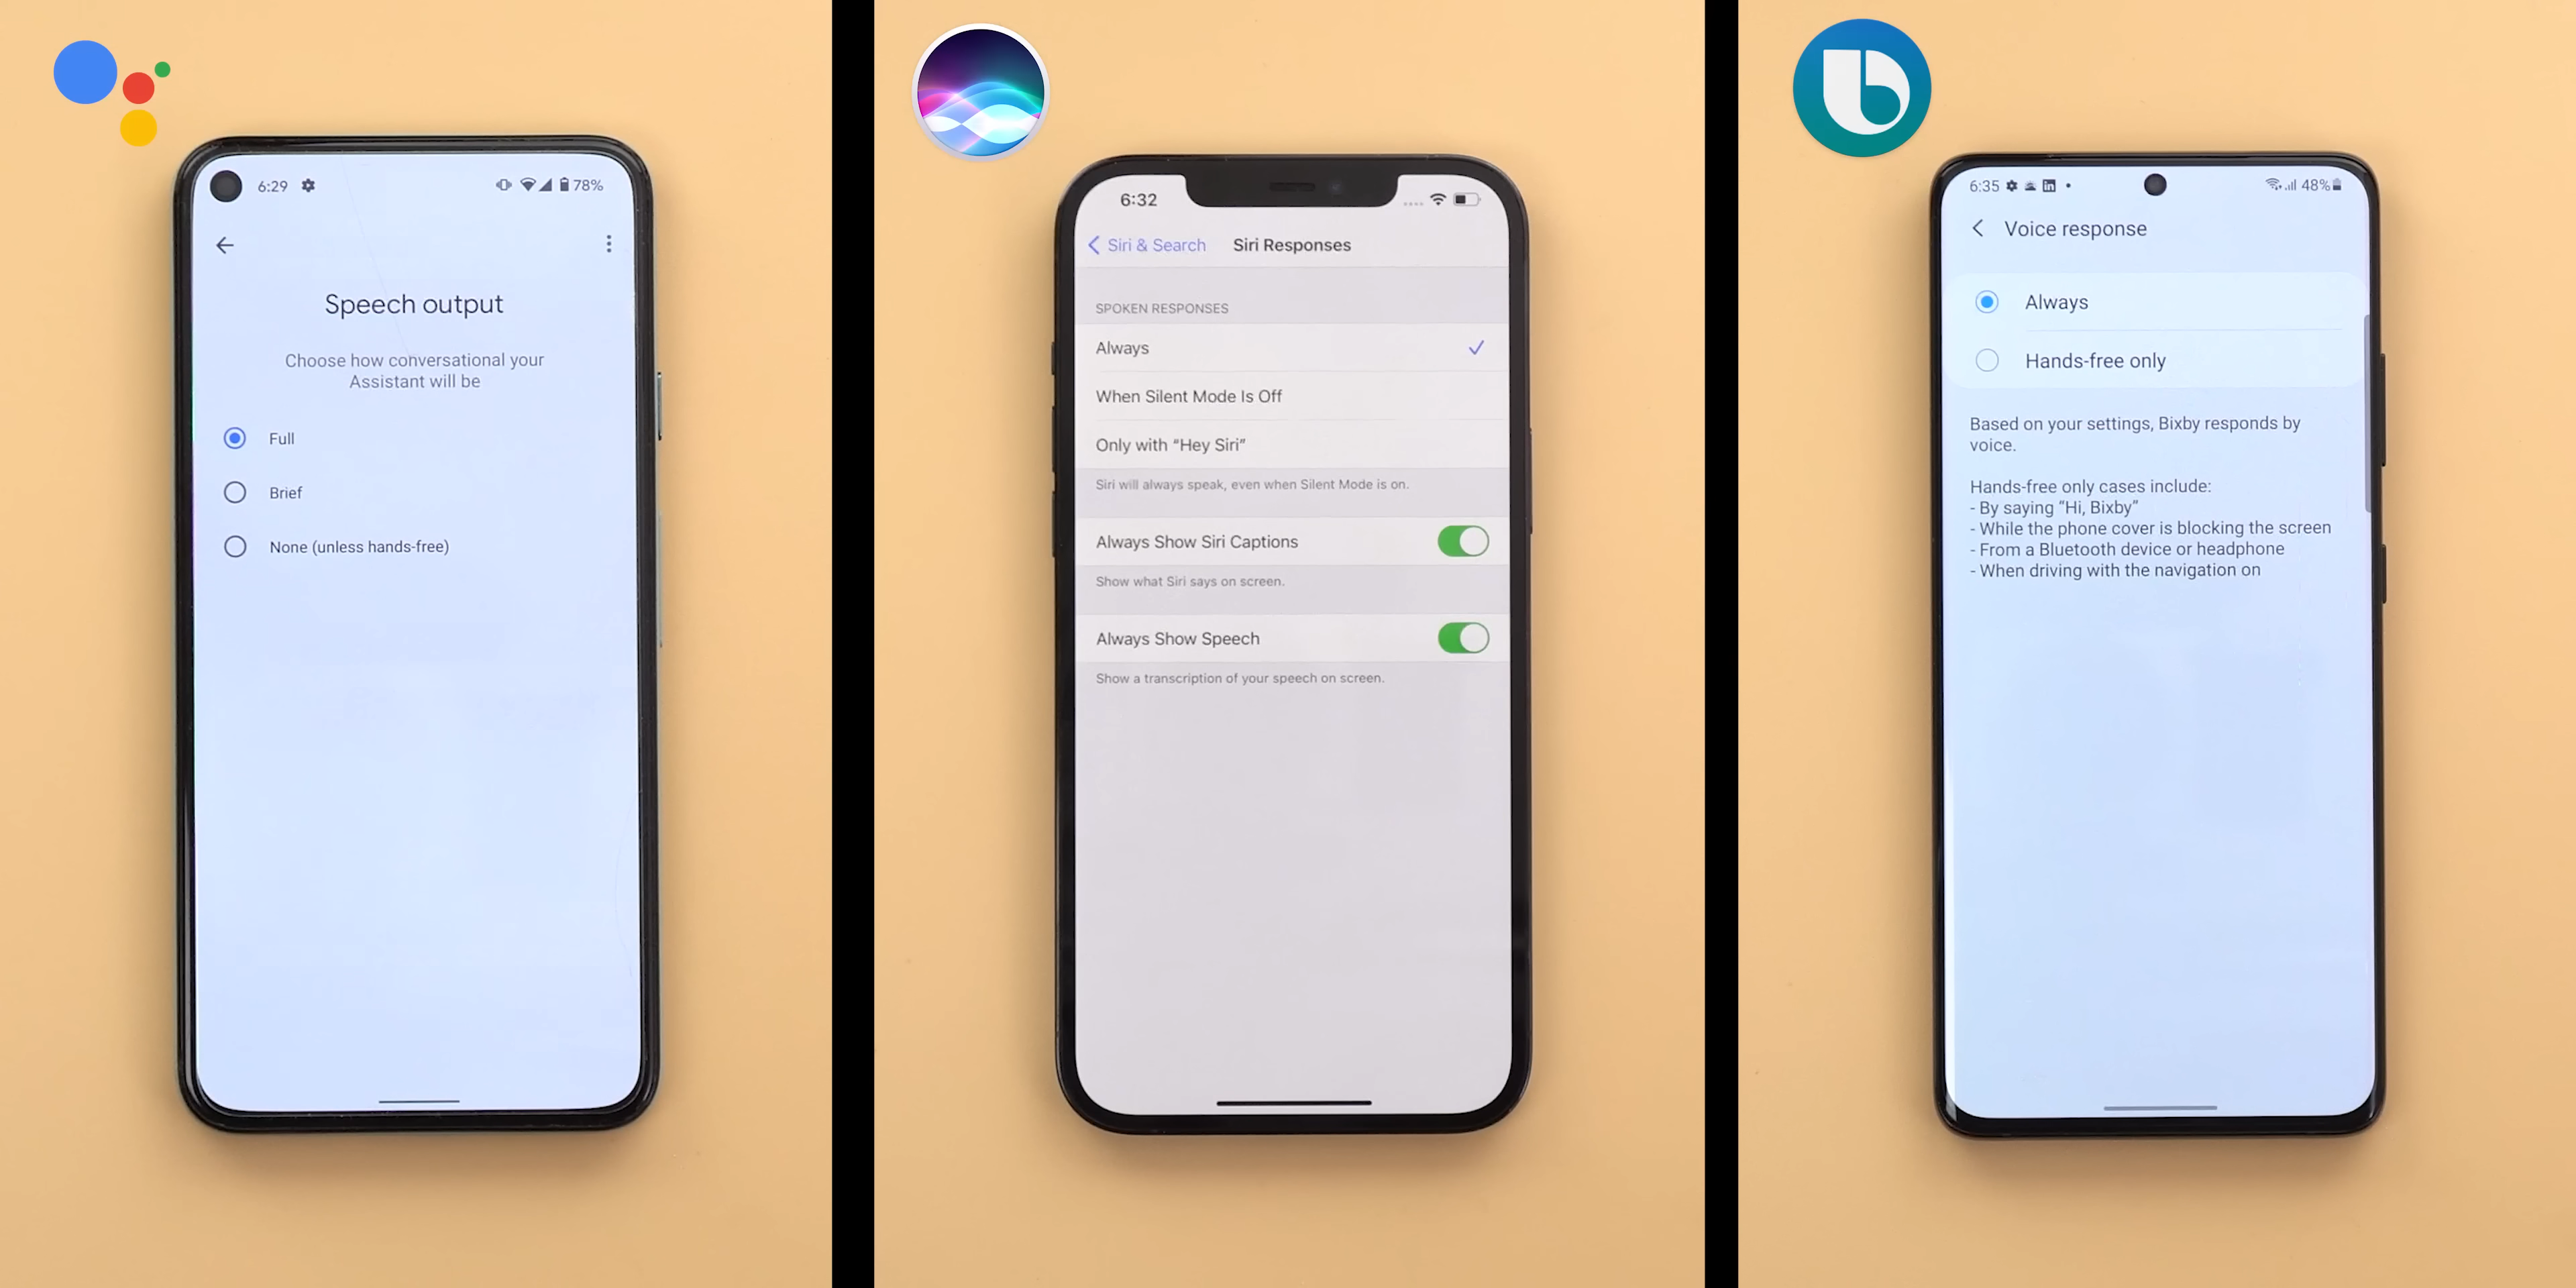 6:29
78%
Speech output
Choose how conversational your
Assistant will be
Full
Brief
None (unless hands-free)
6:32
Siri & Search
Siri Responses
SPOKEN RESPONSES
Always
When Silent Mode Is Off
Only with “Hey Siri”
Siri will always speak, even when Silent Mode is on.
Always Show Siri Captions
Show what Siri says on screen.
Always Show Speech
Show a transcription of your speech on screen.
6:35
in
48%
Voice response
Always
Hands-free only
Based on your settings, Bixby responds by
voice.
Hands-free only cases include:
- By saying “Hi, Bixby”
- While the phone cover is blocking the screen
- From a Bluetooth device or headphone
- When driving with the navigation on